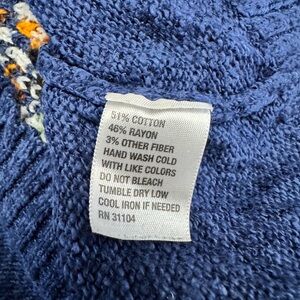 51% COTTON
46% RAYON
3% OTHER FIBER
HAND WASH COLD
WITH LIKE COLORS
DO NOT BLEACH
TUMBLE DRY LOW
COOL IRON IF NEEDED
RN 31104